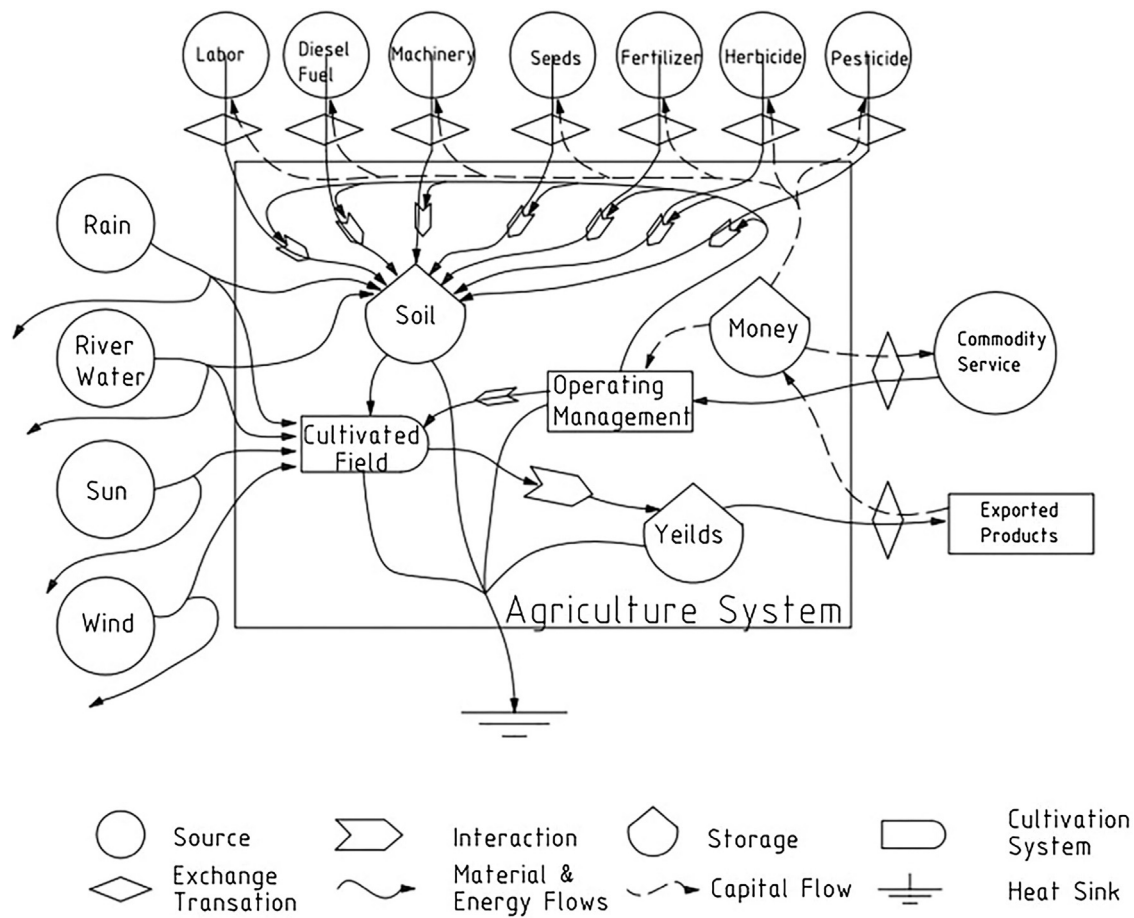 Labor
Diesel
Fuel
Machinery
Seeds
Fertilizer
Herbicide
Pesticide
Rain
River
Water
Sun
Wind
Soil
Money
Commodity
Service
Operating
Management
Cultivated
Field
Yeilds
Exported
Products
Agriculture System
Source
Interaction
Storage
Cultivation
System
Exchange
Transation
Material &
Energy Flows
Capital Flow
Heat Sink